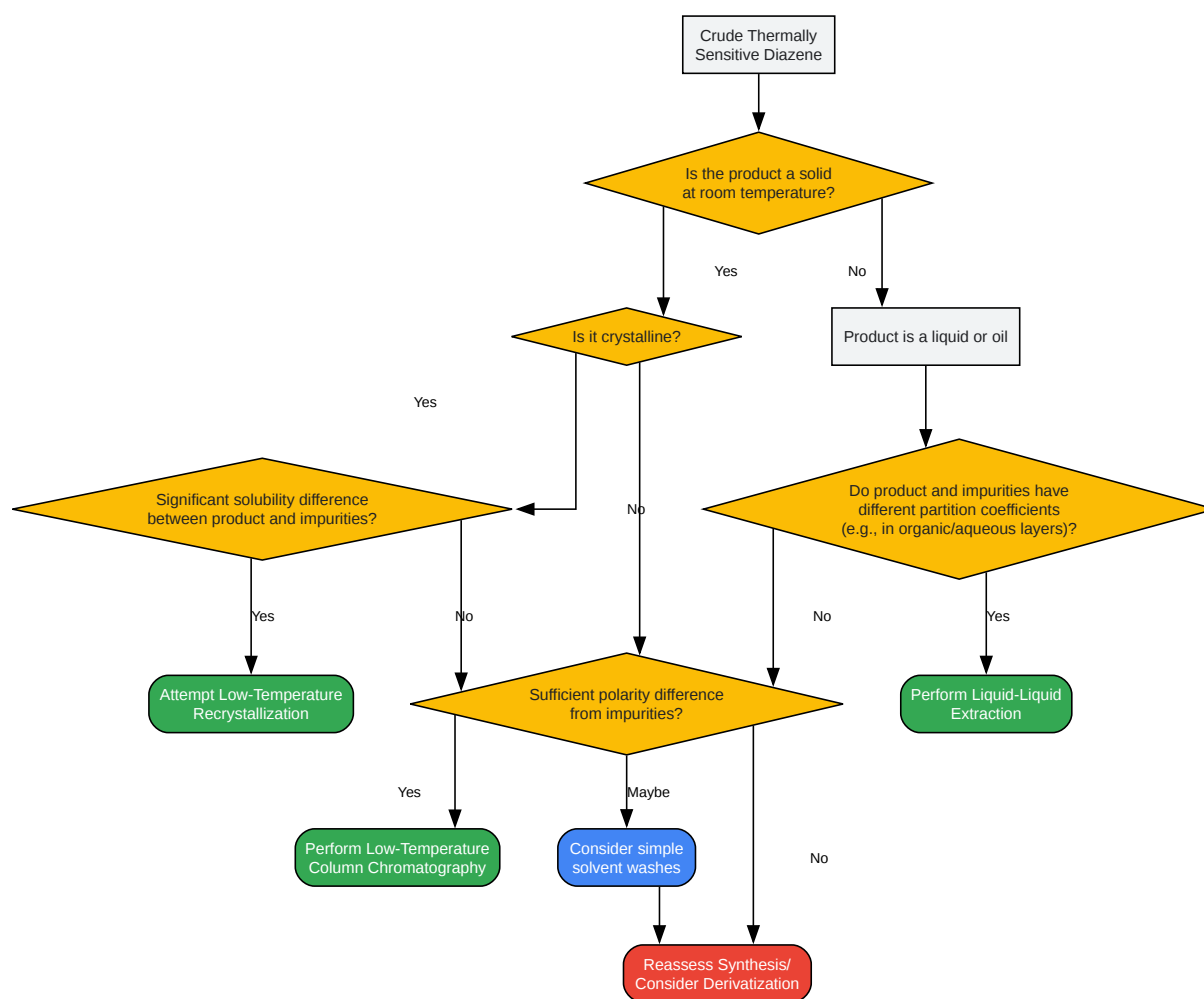 Crude Thermally
Sensitive Diazene
Is the product a solid
at room temperature?
Yes
No
Is it crystalline?
Product is a liquid or oil
Yes
Significant solubility difference
between product and impurities?
No
Do product and impurities have
different partition coefficients
(e.g., in organic/aqueous layers)?
Yes
No
No
Yes
Attempt Low-Temperature
Recrystallization
Sufficient polarity difference
from impurities?
Perform Liquid-Liquid
Extraction
Yes
Maybe
No
Perform Low-Temperature
Column Chromatography
Consider simple
solvent washes
Reassess Synthesis/
Consider Derivatization